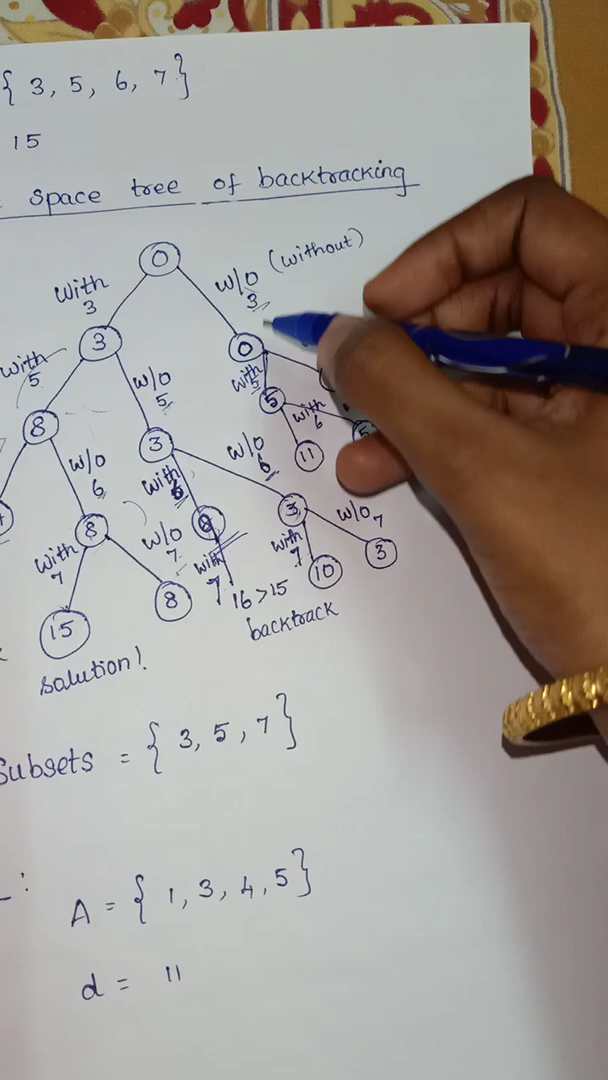 { 3, 5, 6, 7 }
15
space tree of backtracking
0
With 3
w/o 3 (without)
3
0
With 5
w/o 5
with 5
8
3
5
with 6
w/o 6
With 6
w/o 6
11
8
9
3
With 7
w/o 7
with 7
with 7
w/o 7
15
8
16 > 15
backtrack
10
3
solution!
Subsets = { 3, 5, 7 }
A = { 1, 3, 4, 5 }
d = 11